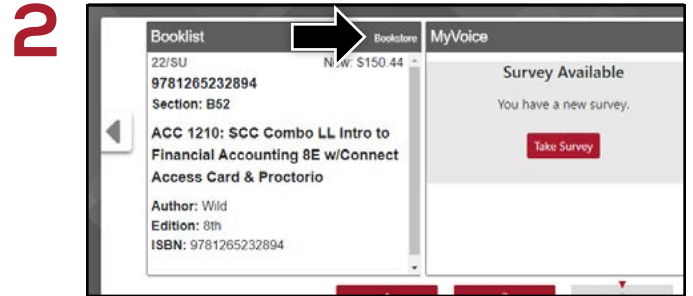 2
Booklist Bookstore
22/SU Now: $150.44
9781265232894
Section: B52
ACC 1210: SCC Combo LL Intro to
Financial Accounting 8E w/Connect
Access Card & Proctorio
Author: Wild
Edition: 8th
ISBN: 9781265232894
MyVoice
Survey Available
You have a new survey.
Take Survey